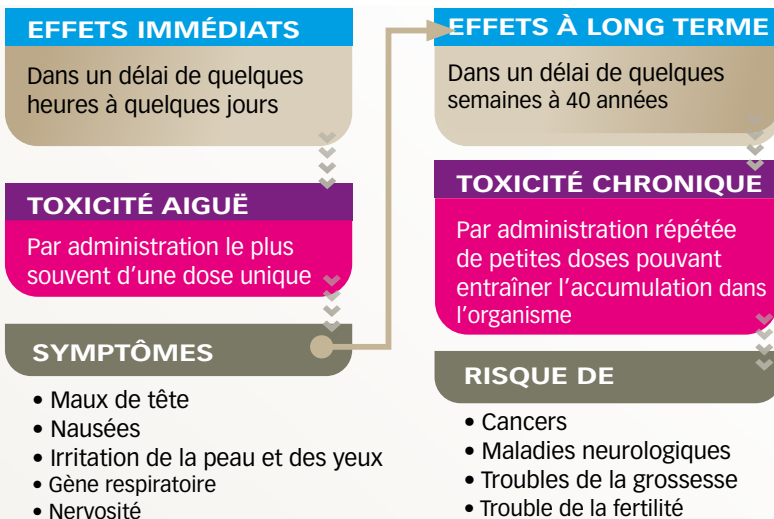 EFFETS IMMÉDIATS
Dans un délai de quelques
heures à quelques jours
TOXICITÉ AIGUË
Par administration le plus
souvent d'une dose unique
SYMPTÔMES
• Maux de tête
• Nausées
• Irritation de la peau et des yeux
• Gène respiratoire
• Nervosité
EFFETS À LONG TERME
Dans un délai de quelques
semaines à 40 années
TOXICITÉ CHRONIQUE
Par administration répétée
de petites doses pouvant
entraîner l'accumulation dans
l'organisme
RISQUE DE
• Cancers
• Maladies neurologiques
• Troubles de la grossesse
• Trouble de la fertilité